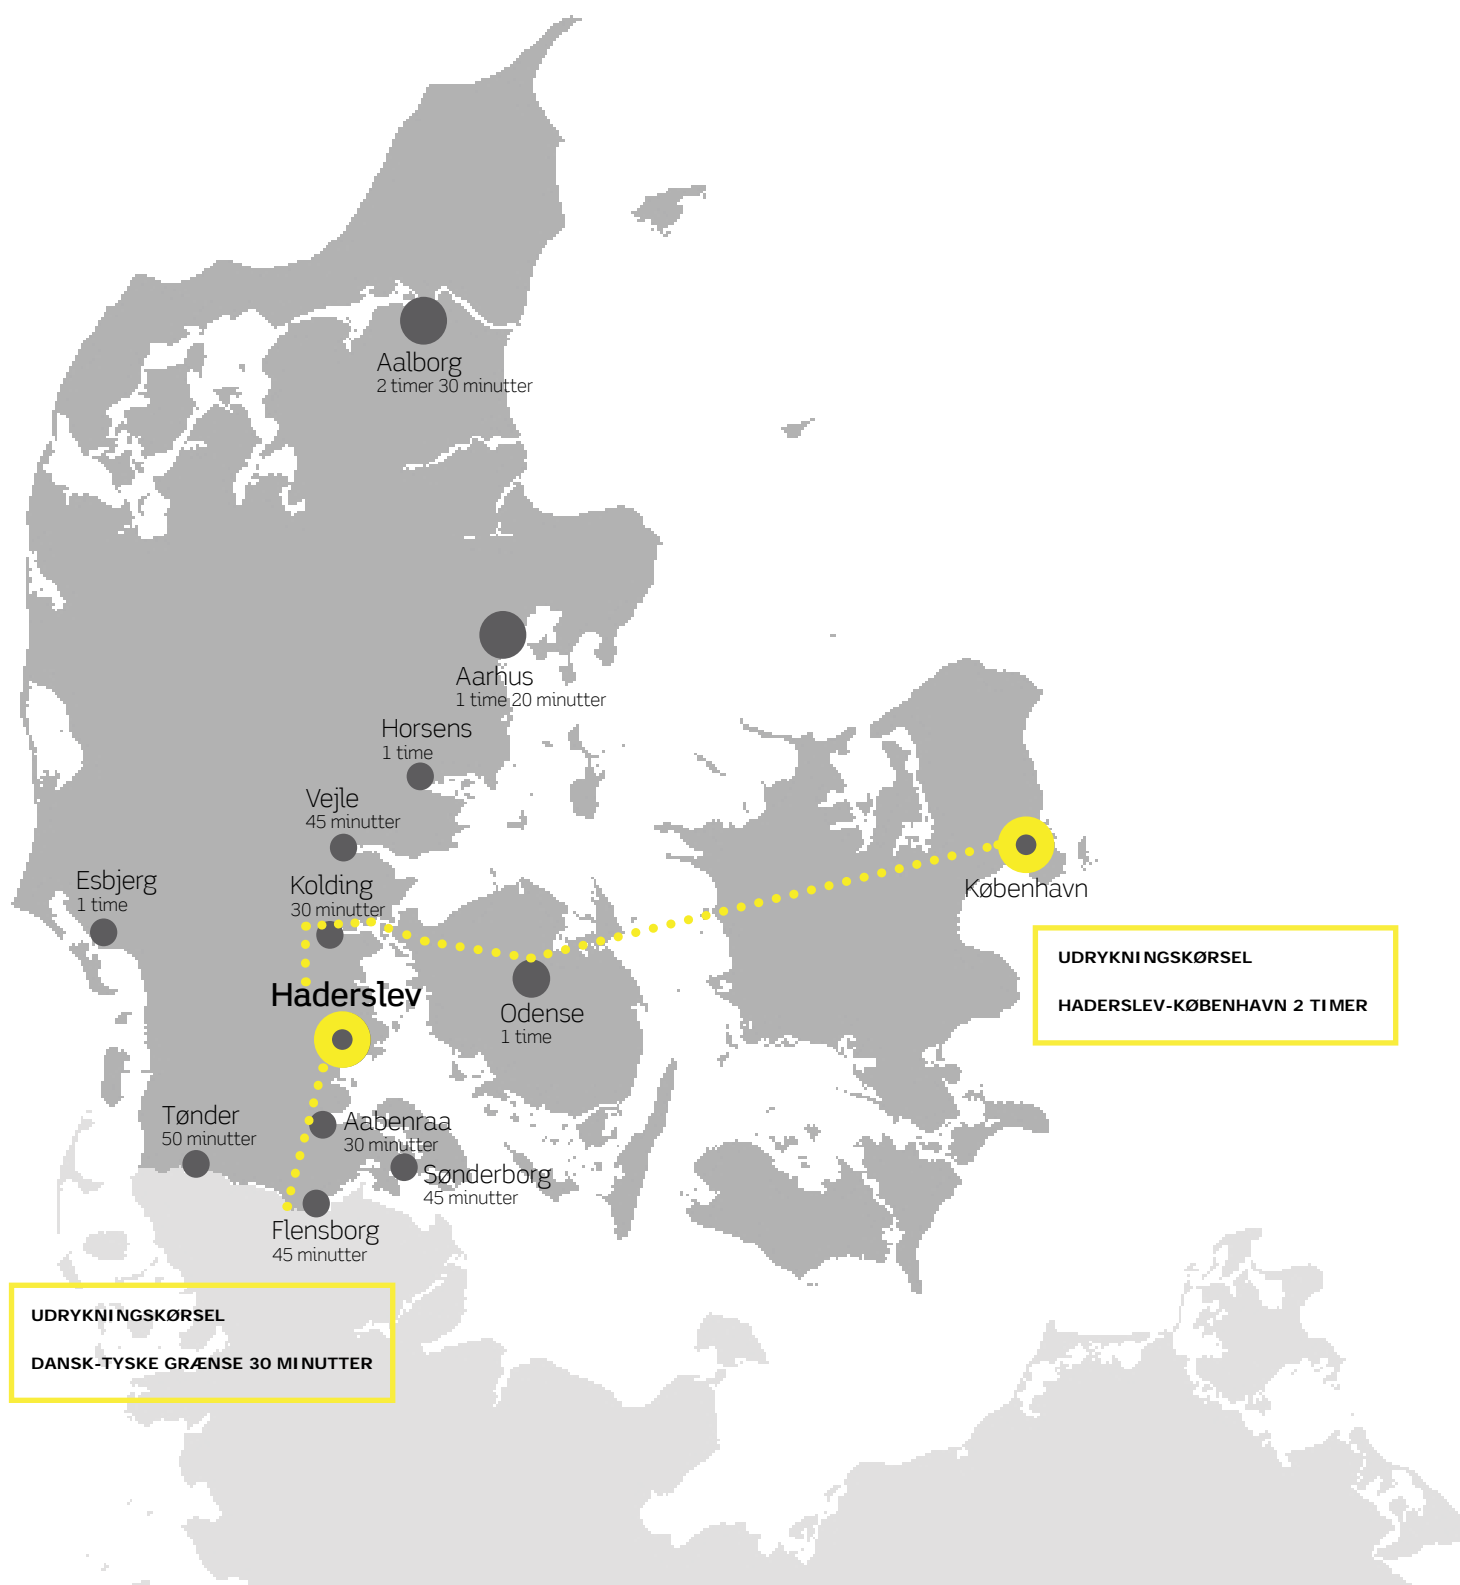 Aalborg
2 timer 30 minutter
Aarhus
1 time 20 minutter
Horsens
1 time
Vejle
45 minutter
Esbjerg
1 time
Kolding
30 minutter
København
UDRYKNINGSKØRSEL
HADERSLEV-KØBENHAVN 2 TIMER
Haderslev
Odense
1 time
Tønder
50 minutter
Aabenraa
30 minutter
Sønderborg
45 minutter
Flensborg
45 minutter
UDRYKNINGSKØRSEL
DANSK-TYSKE GRÆNSE 30 MINUTTER